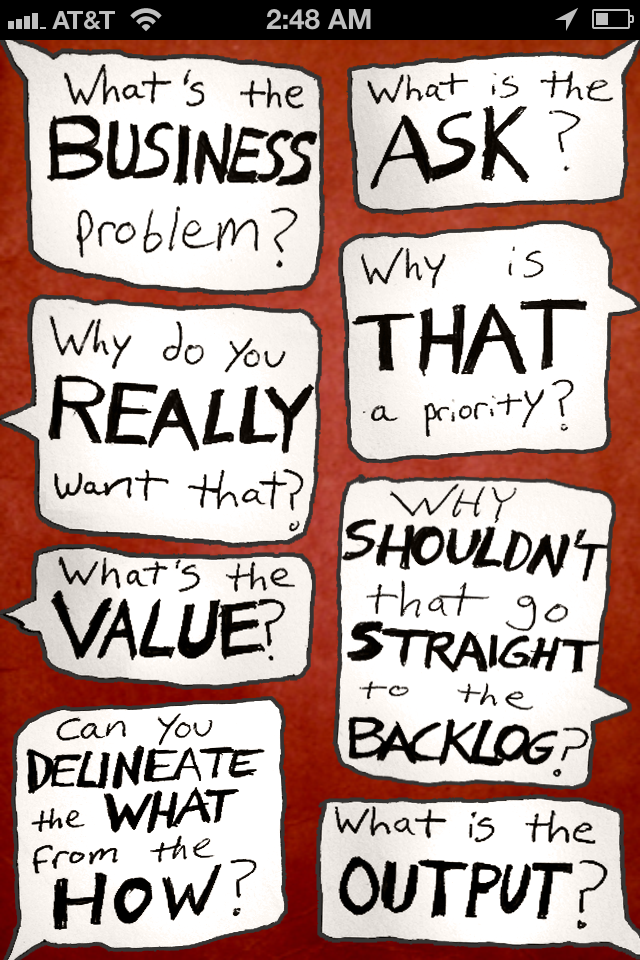 AT&T 2:48 AM
What's the
BUSINESS
problem?
What is the
ASK?
Why do you
REALLY
want that?
Why is
THAT
a priority?
What's the
VALUE?
WHY
SHOULDN'T
that go
STRAIGHT
to the
BACKLOG?
Can you
DELINEATE
the WHAT
from the
HOW?
What is the
OUTPUT?